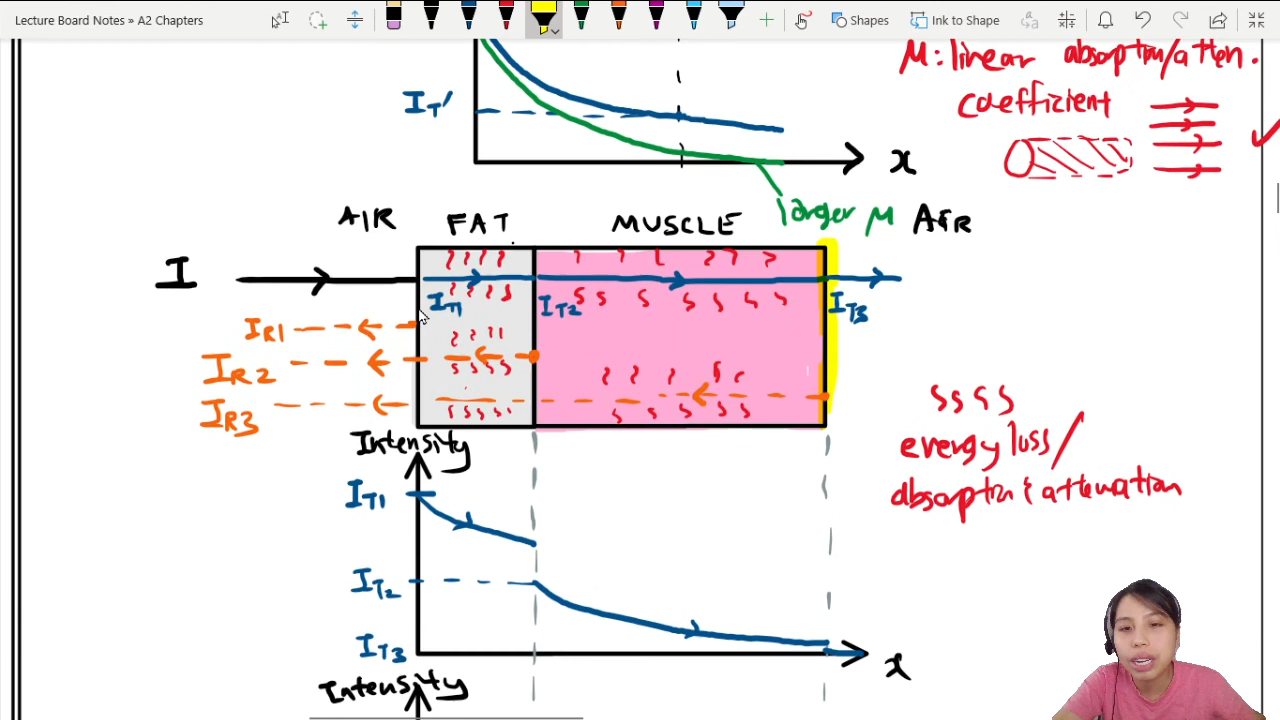 Lecture Board Notes » A2 Chapters
Shapes
Ink to Shape
μ: linear absorption/atten.
coefficient
IT'
x
larger μ
AIR FAT MUSCLE AIR
I
IT1 IT2 IT3
IR1
IR2
IR3
ssss
energy loss/
absorption & attenuation
Intensity
IT1
IT2
IT3
x
Intensity